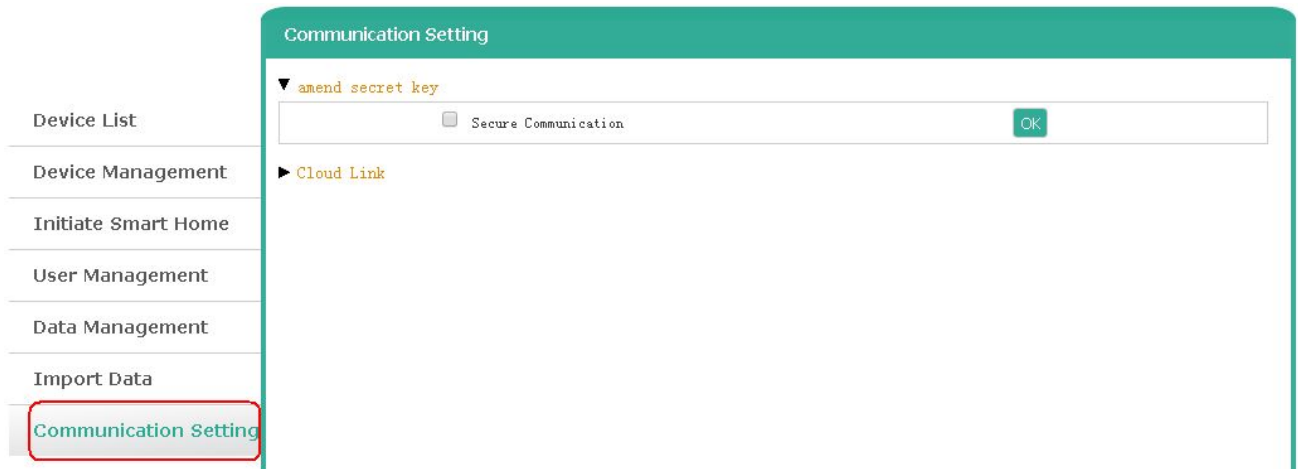 Communication Setting
amend secret key
Secure Communication OK
Cloud Link
Device List
Device Management
Initiate Smart Home
User Management
Data Management
Import Data
Communication Setting